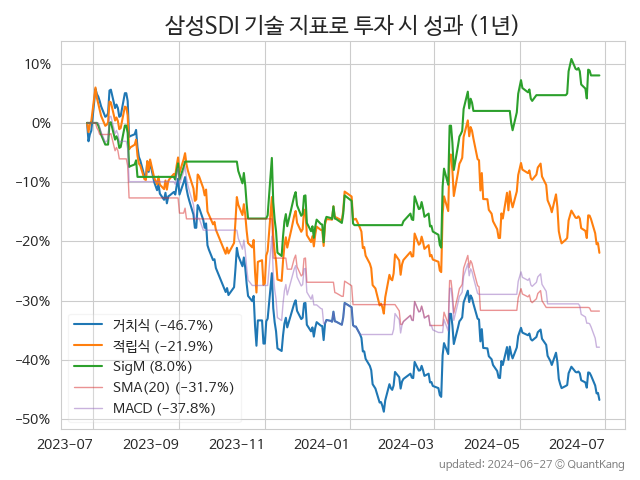 삼성SDI 기술 지표로 투자 시 성과 (1년)
10%
0%
−10%
−20%
−30%
−40%
−50%
거치식 (−46.7%)
적립식 (−21.9%)
SigM (8.0%)
SMA(20) (−31.7%)
MACD (−37.8%)
2023-07 2023-09 2023-11 2024-01 2024-03 2024-05 2024-07
updated: 2024-06-27 ⓒ QuantKang